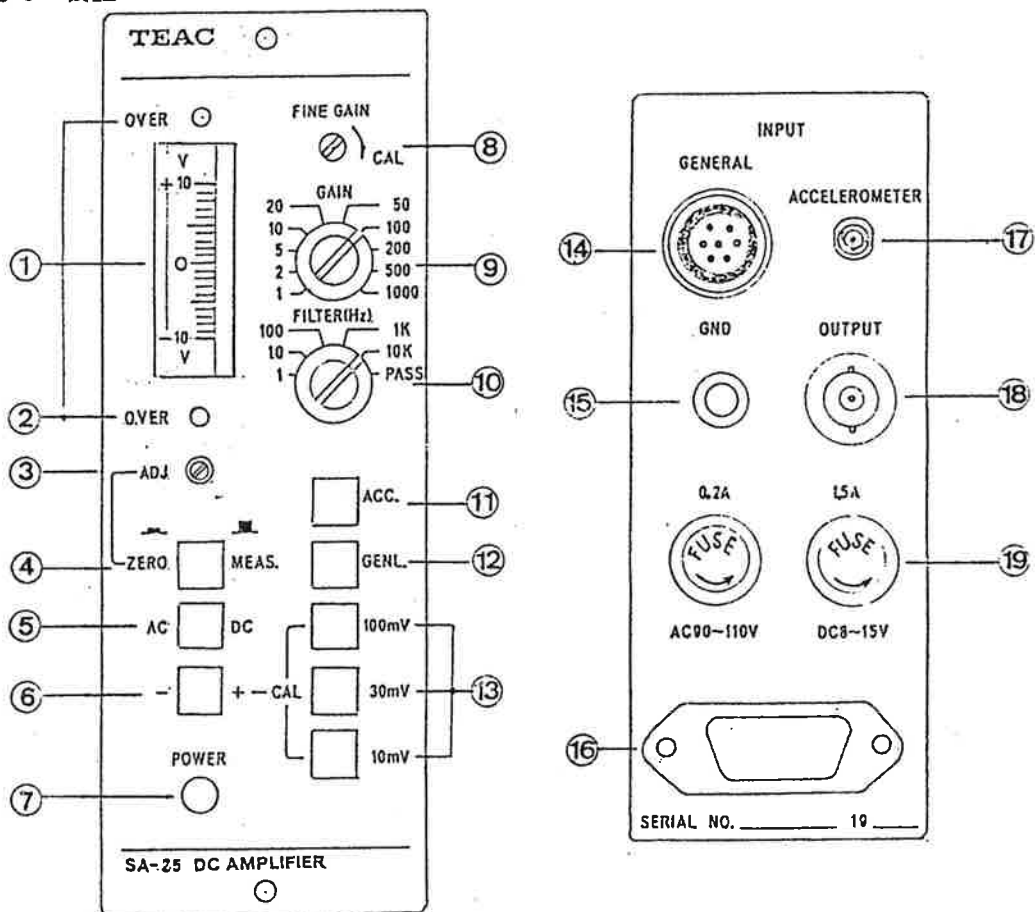 TEAC
OVER
V
+ 10
0
-10
V
OVER
ADJ.
ZERO MEAS.
AC DC
- + CAL
POWER
FINE GAIN
CAL
GAIN
20 50
10 100
5 200
2 500
1 1000
FILTER(Hz)
100 1K
10 10K
1 PASS
ACC.
GENL.
100mV
30mV
10mV
SA-25 DC AMPLIFIER
①
②
③
④
⑤
⑥
⑦
⑧
⑨
⑩
⑪
⑫
⑬
INPUT
GENERAL
ACCELEROMETER
GND OUTPUT
0.2A 1.5A
FUSE FUSE
AC90~110V DC8~15V
SERIAL NO. 19
⑭
⑮
⑯
⑰
⑱
⑲